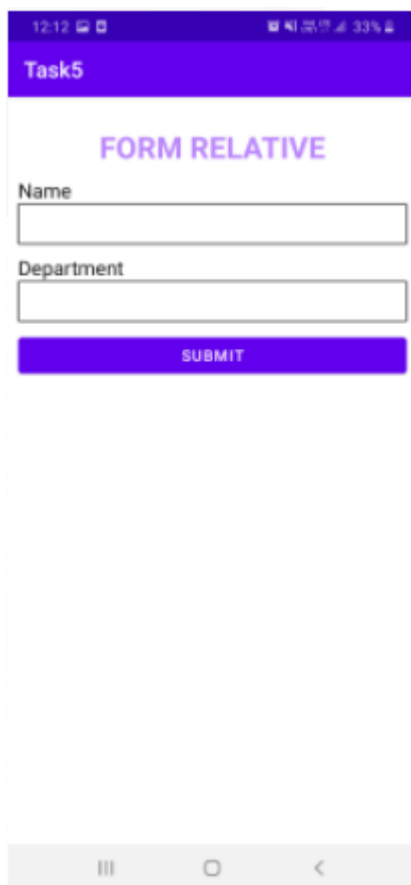 12:12
33%
Task5
FORM RELATIVE
Name
Department
SUBMIT